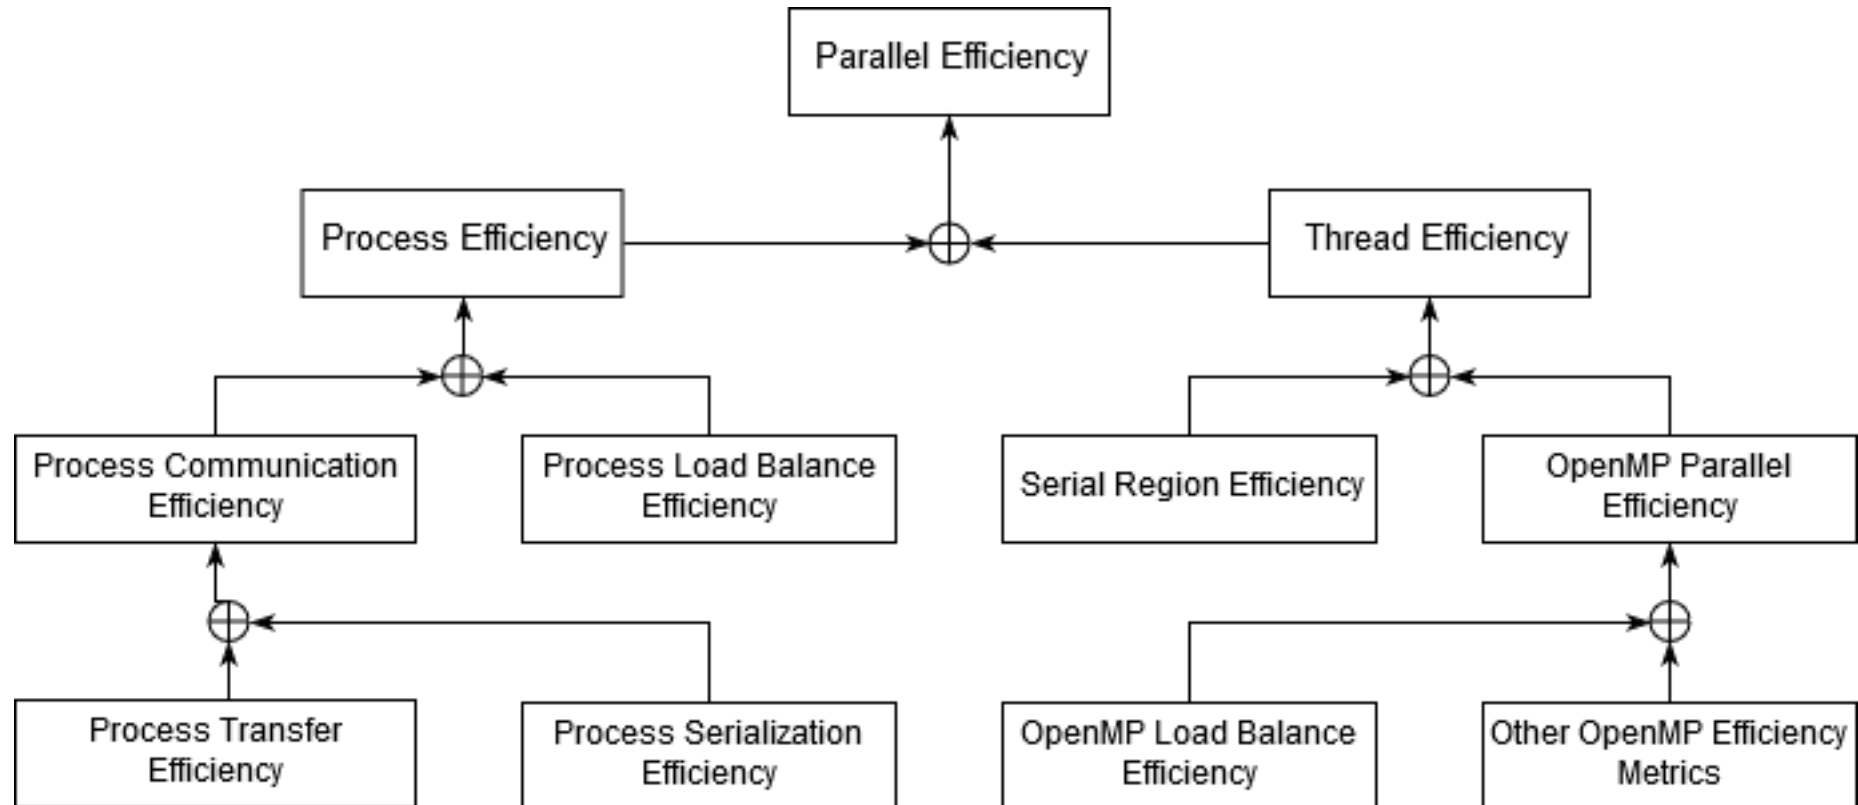 Parallel Efficiency
Process Efficiency
Thread Efficiency
Process Communication
Efficiency
Process Load Balance
Efficiency
Serial Region Efficiency
OpenMP Parallel
Efficiency
Process Transfer
Efficiency
Process Serialization
Efficiency
OpenMP Load Balance
Efficiency
Other OpenMP Efficiency
Metrics